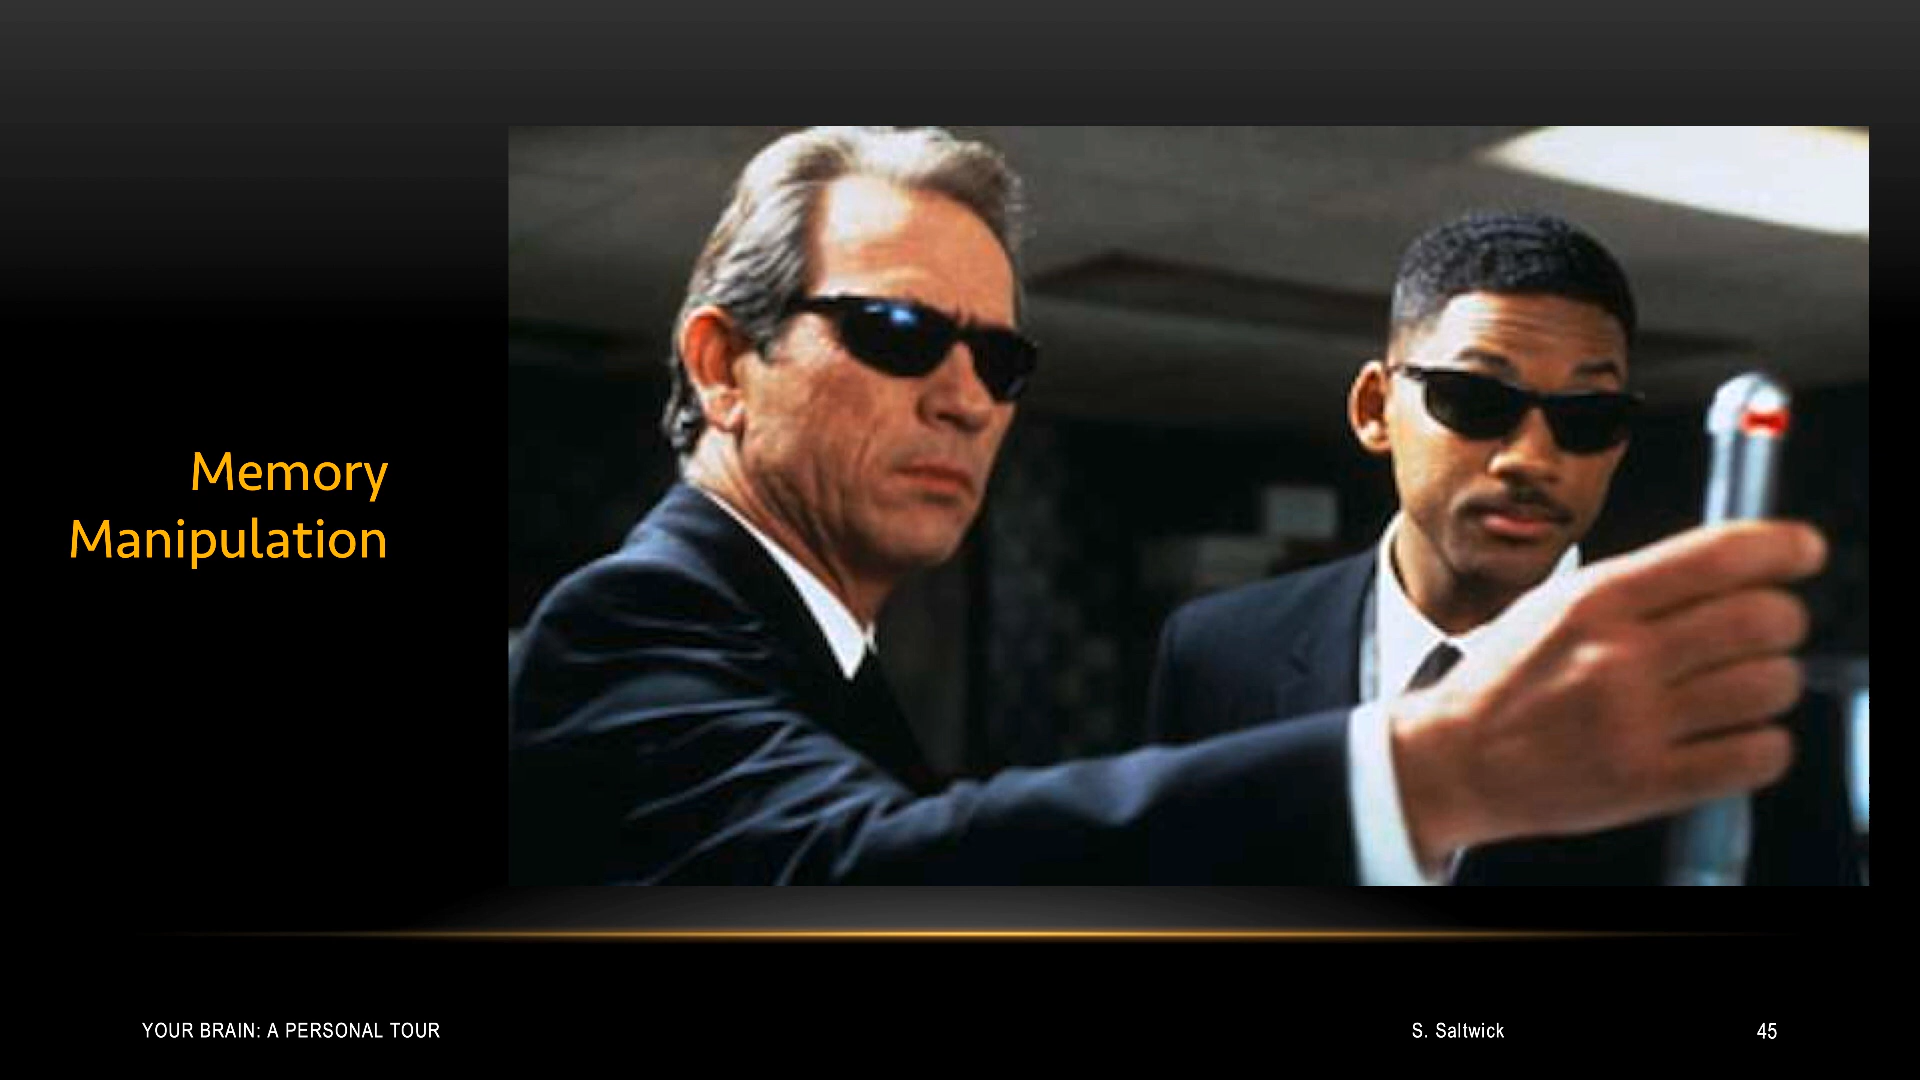 Memory
Manipulation
YOUR BRAIN: A PERSONAL TOUR
S. Saltwick
45